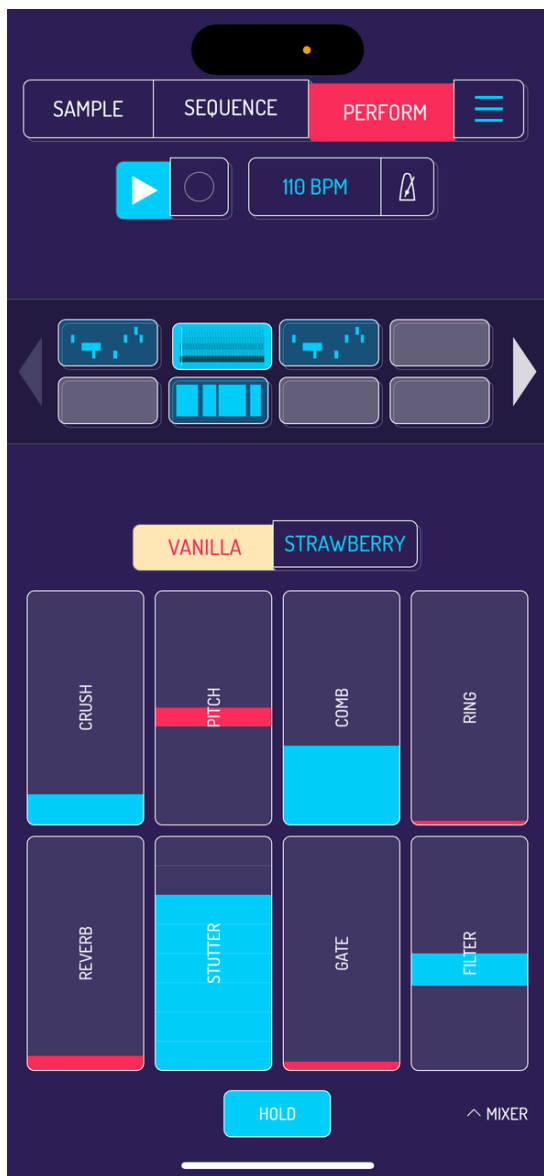 SAMPLE SEQUENCE PERFORM
110 BPM
VANILLA STRAWBERRY
CRUSH PITCH COMB RING
REVERB STUTTER GATE FILTER
HOLD MIXER